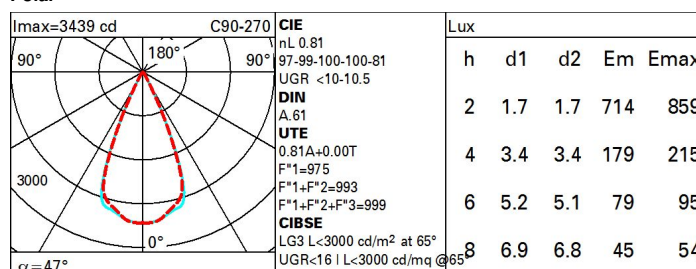 Imax=3439 cd C90-270
90° 180° 90°
3000
0°
α=47°
CIE
nL 0.81
97-99-100-100-81
UGR <10-10.5
DIN
A.61
UTE
0.81A+0.00T
F"1=975
F"1+F"2=993
F"1+F"2+F"3=999
CIBSE
LG3 L<3000 cd/m² at 65°
UGR<16 | L<3000 cd/mq @65°
Lux
h d1 d2 Em Emax
2 1.7 1.7 714 859
4 3.4 3.4 179 215
6 5.2 5.1 79 95
8 6.9 6.8 45 54